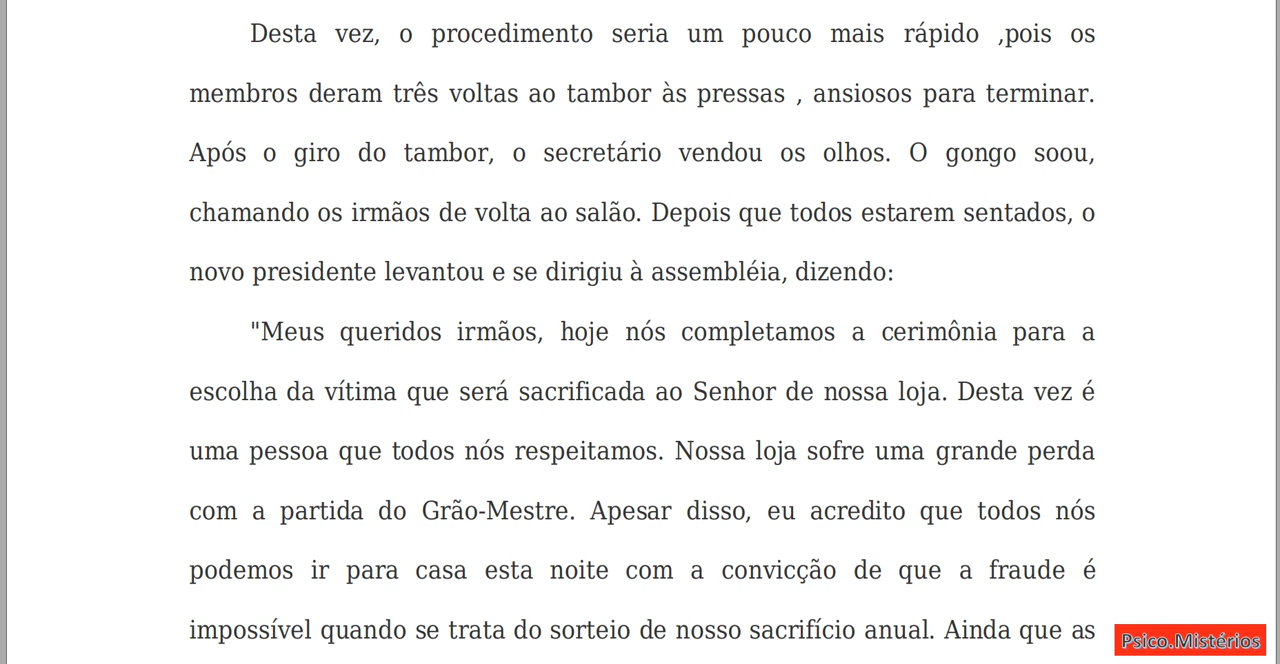 Desta vez, o procedimento seria um pouco mais rápido ,pois os
membros deram três voltas ao tambor às pressas , ansiosos para terminar.
Após o giro do tambor, o secretário vendou os olhos. O gongo soou,
chamando os irmãos de volta ao salão. Depois que todos estarem sentados, o
novo presidente levantou e se dirigiu à assembléia, dizendo:
"Meus queridos irmãos, hoje nós completamos a cerimônia para a
escolha da vítima que será sacrificada ao Senhor de nossa loja. Desta vez é
uma pessoa que todos nós respeitamos. Nossa loja sofre uma grande perda
com a partida do Grão-Mestre. Apesar disso, eu acredito que todos nós
podemos ir para casa esta noite com a convicção de que a fraude é
impossível quando se trata do sorteio de nosso sacrifício anual. Ainda que as
Psico.Mistérios